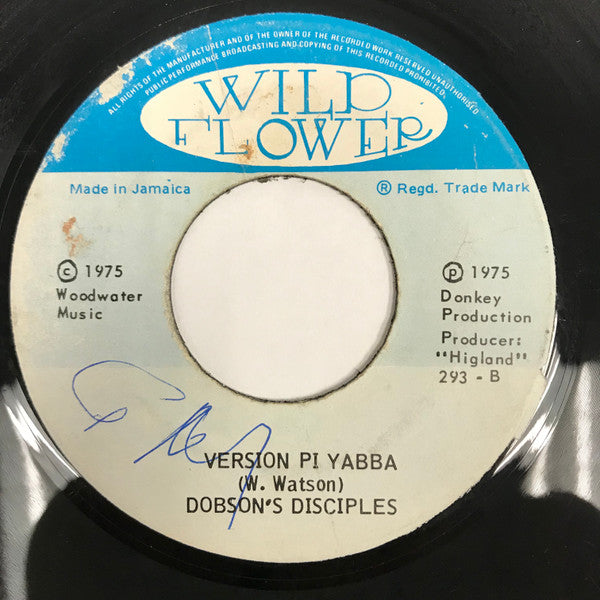 ALL RIGHTS OF THE MANUFACTURER AND OF THE OWNER OF THE RECORDED WORK RESERVED UNAUTHORISED
PUBLIC PERFORMANCE BROADCASTING AND COPYING OF THIS RECORDED PROHIBITED.
WILD
FLOWER
Made in Jamaica
® Regd. Trade Mark
© 1975
Woodwater
Music
℗ 1975
Donkey
Production
Producer:
"Higland"
293 - B
VERSION PI YABBA
(W. Watson)
DOBSON'S DISCIPLES